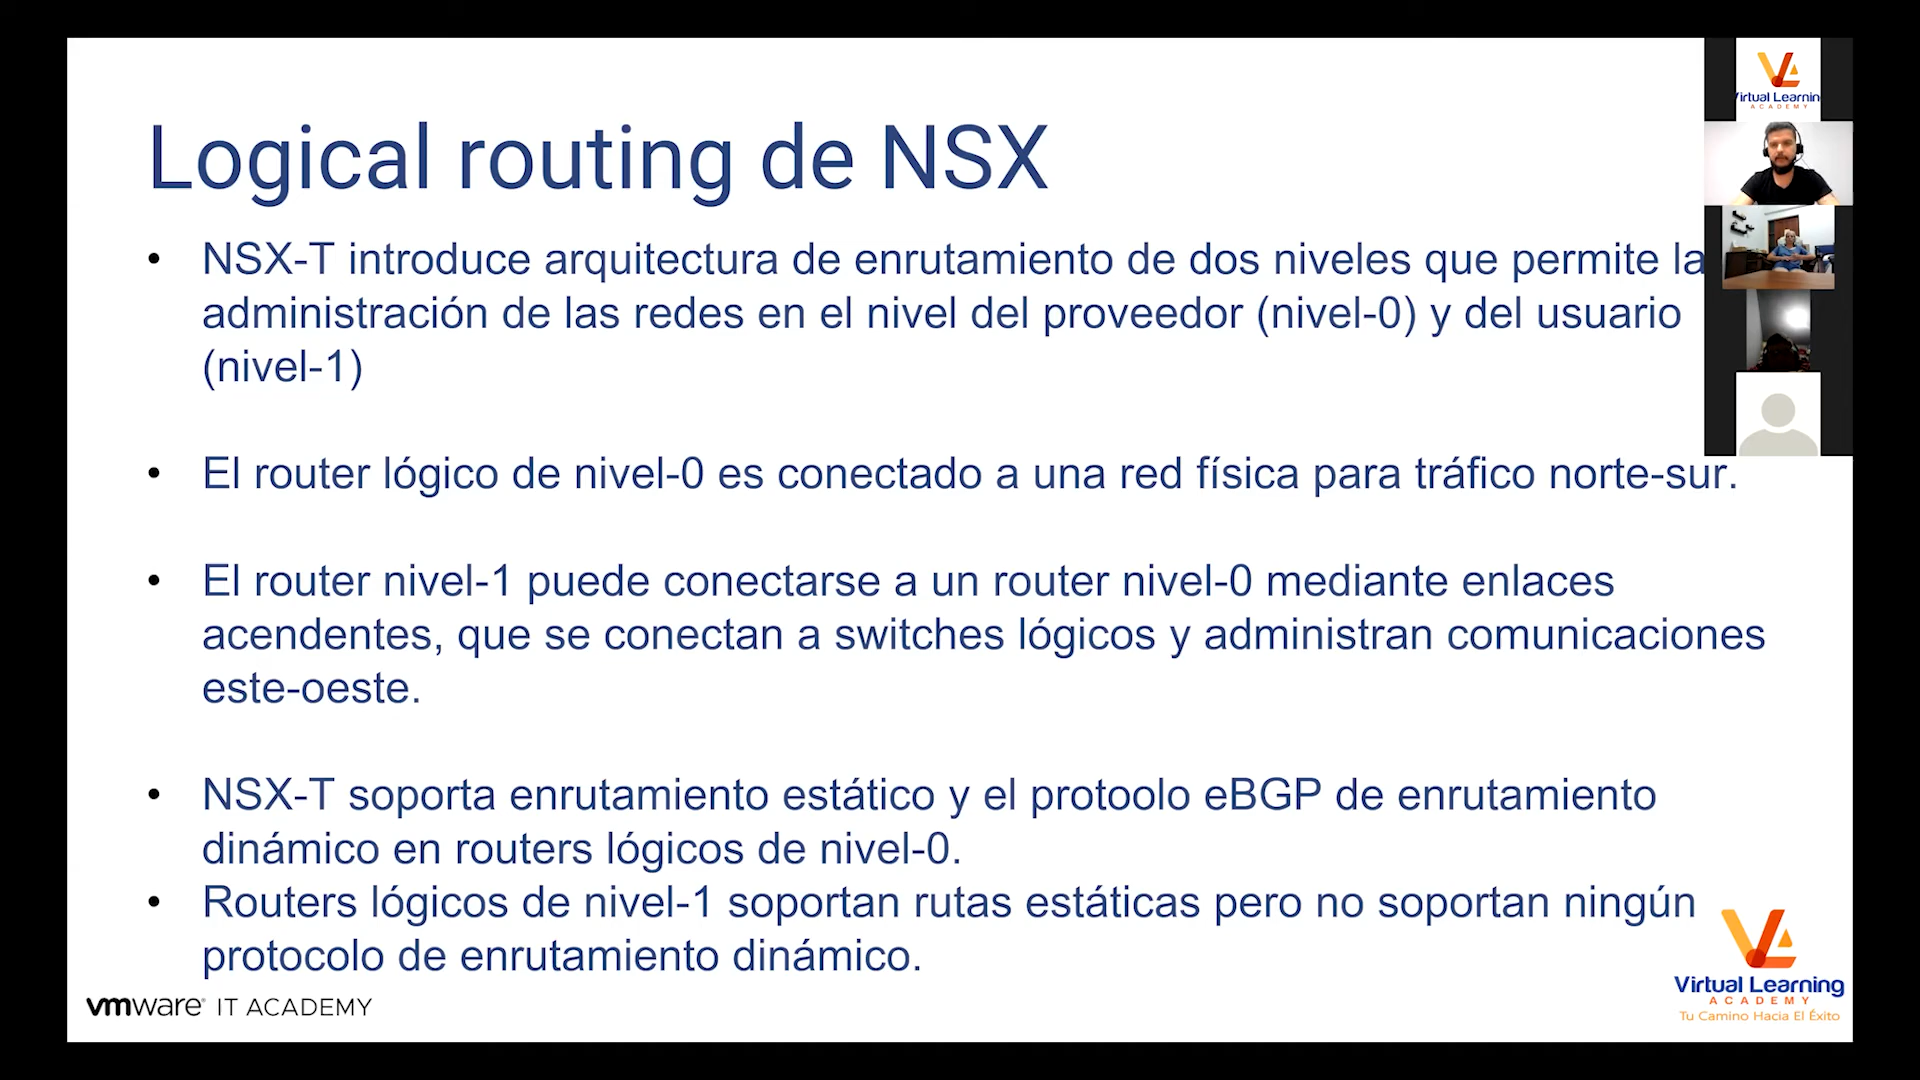 Logical routing de NSX
• NSX-T introduce arquitectura de enrutamiento de dos niveles que permite la
administración de las redes en el nivel del proveedor (nivel-0) y del usuario
(nivel-1)
• El router lógico de nivel-0 es conectado a una red física para tráfico norte-sur.
• El router nivel-1 puede conectarse a un router nivel-0 mediante enlaces
acendentes, que se conectan a switches lógicos y administran comunicaciones
este-oeste.
• NSX-T soporta enrutamiento estático y el protoolo eBGP de enrutamiento
dinámico en routers lógicos de nivel-0.
• Routers lógicos de nivel-1 soportan rutas estáticas pero no soportan ningún
protocolo de enrutamiento dinámico.
vmware® IT ACADEMY
Virtual Learning
ACADEMY
Tu Camino Hacia El Éxito
Virtual Learnin
ACADEMY